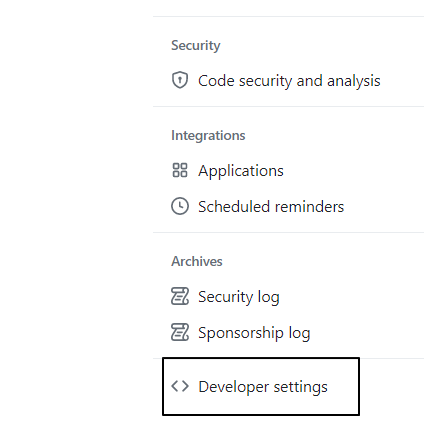 Security
Code security and analysis
Integrations
Applications
Scheduled reminders
Archives
Security log
Sponsorship log
Developer settings